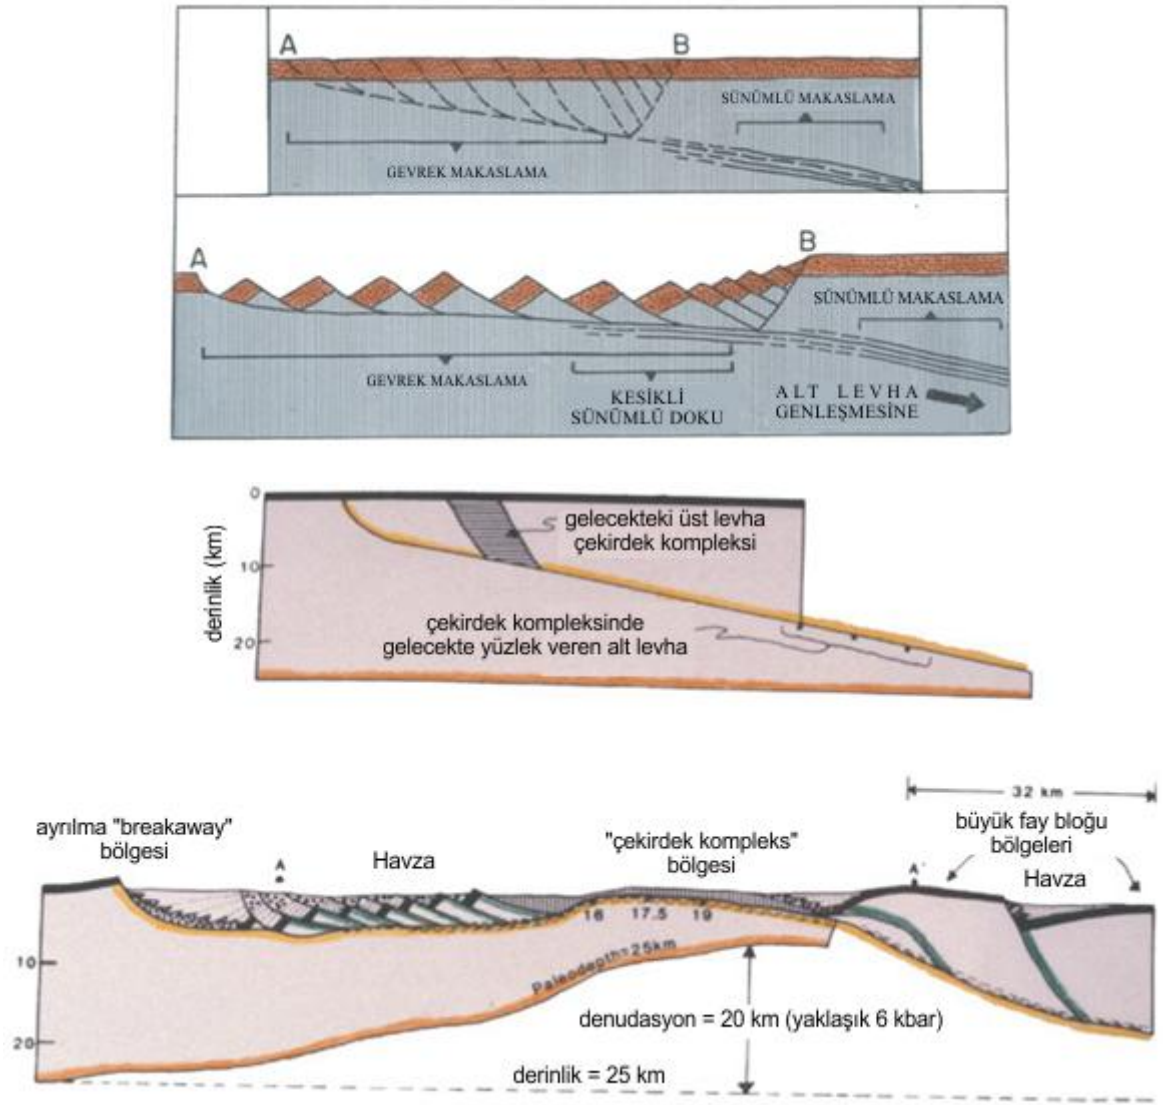 A
B
SÜNÜMLÜ MAKASLAMA
GEVREK MAKASLAMA
A
B
SÜNÜMLÜ MAKASLAMA
GEVREK MAKASLAMA
KESİKLİ
SÜNÜMLÜ DOKU
ALT LEVHA
GENLEŞMESİNE
0
gelecekteki üst levha
çekirdek kompleksi
derinlik (km)
10
çekirdek kompleksinde
gelecekte yüzlek veren alt levha
20
32 km
ayrılma "breakaway"
bölgesi
Havza
"çekirdek kompleks"
bölgesi
büyük fay bloğu
bölgeleri
Havza
A
A'
16 17.5 19
10
Paleodepth=25km
denudasyon = 20 km (yaklaşık 6 kbar)
20
derinlik = 25 km